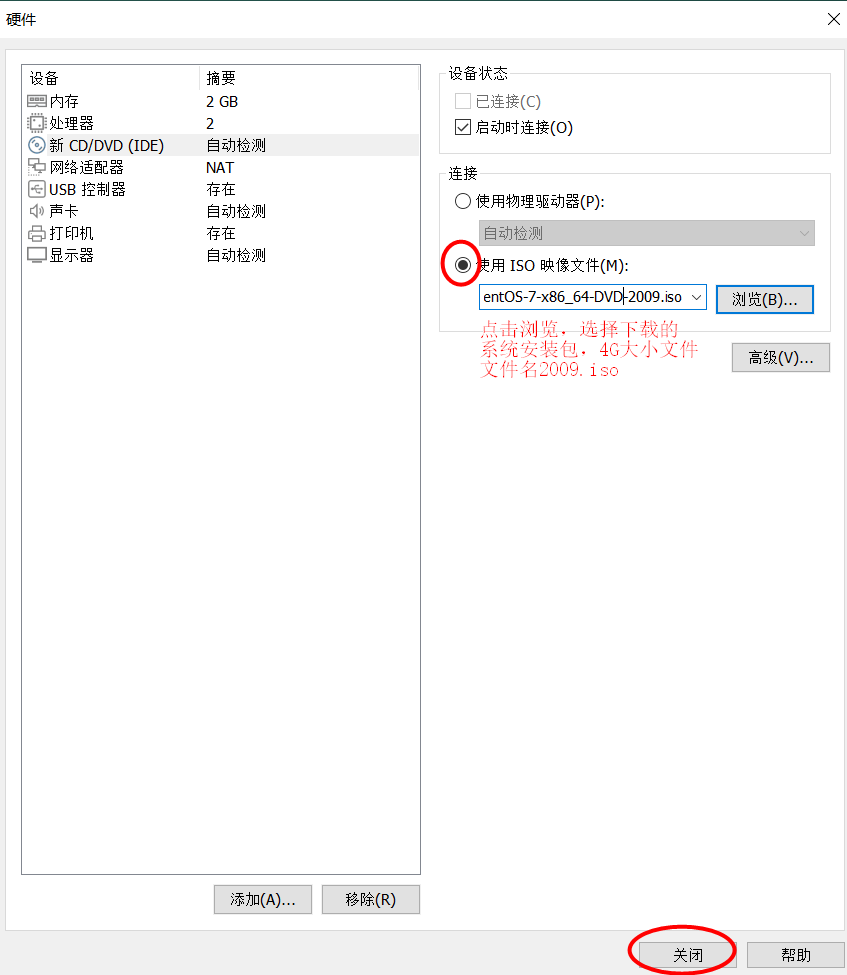 硬件
设备 摘要
内存 2 GB
处理器 2
新 CD/DVD (IDE) 自动检测
网络适配器 NAT
USB 控制器 存在
声卡 自动检测
打印机 存在
显示器 自动检测
添加(A)... 移除(R)
设备状态
已连接(C)
启动时连接(O)
连接
使用物理驱动器(P):
自动检测
使用 ISO 映像文件(M):
entOS-7-x86_64-DVD-2009.iso 浏览(B)...
点击浏览，选择下载的
系统安装包，4G大小文件
文件名2009.iso
高级(V)...
关闭 帮助